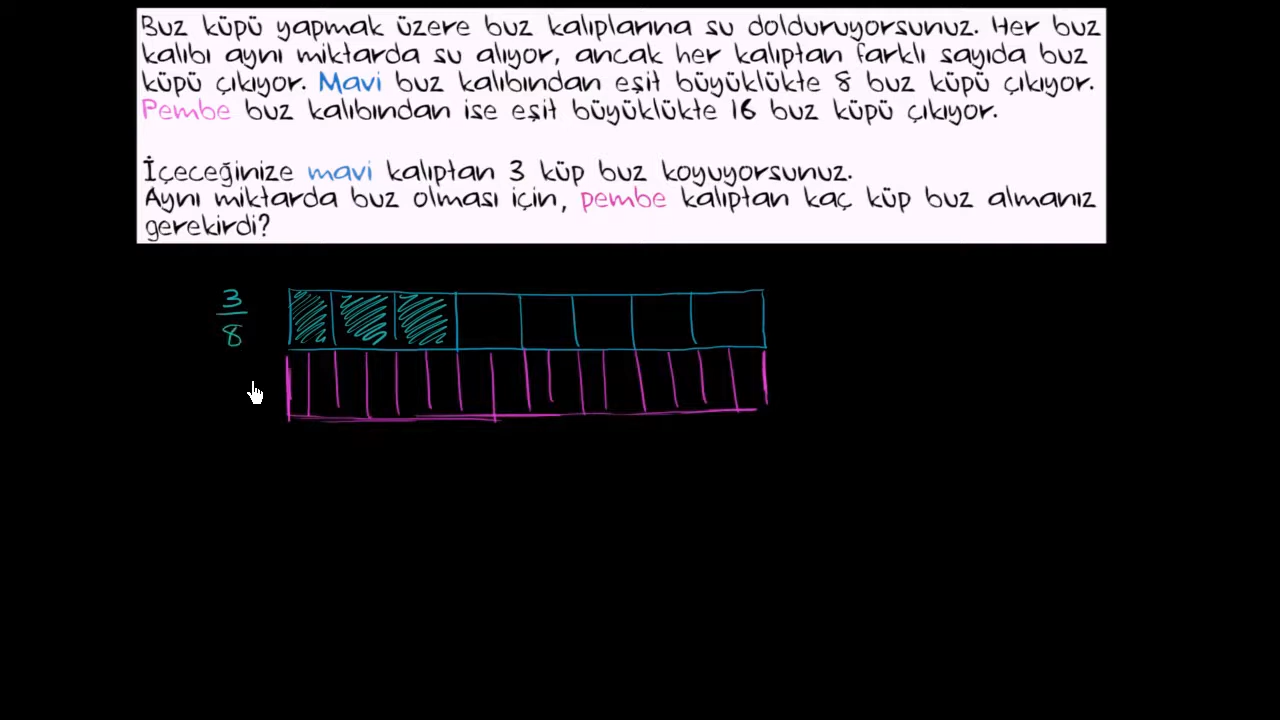 Buz küpü yapmak üzere buz kalıplarına su dolduruyorsunuz. Her buz
kalıbı aynı miktarda su alıyor, ancak her kalıptan farklı sayıda buz
küpü çıkıyor. Mavi buz kalıbından eşit büyüklükte 8 buz küpü çıkıyor.
Pembe buz kalıbından ise eşit büyüklükte 16 buz küpü çıkıyor.
İçeceğinize mavi kalıptan 3 küp buz koyuyorsunuz.
Aynı miktarda buz olması için, pembe kalıptan kaç küp buz almanız
gerekirdi?
3
8